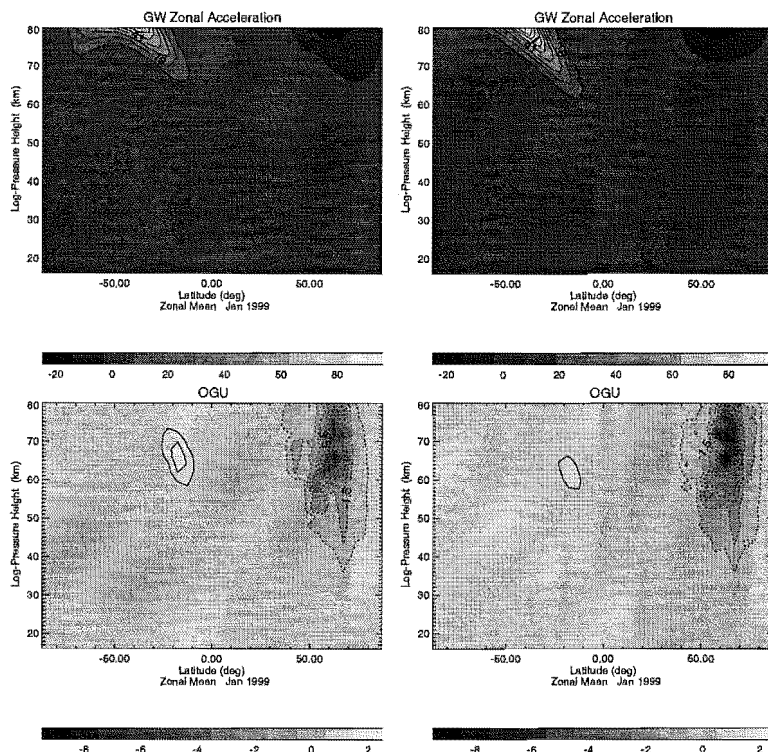 GW Zonal Acceleration
Log-Pressure Height (km)
80
70
60
50
40
30
20
-50.00 0.00 50.00
Latitude (deg)
Zonal Mean Jan 1999
-20 0 20 40 60 80
GW Zonal Acceleration
Log-Pressure Height (km)
80
70
60
50
40
30
20
-50.00 0.00 50.00
Latitude (deg)
Zonal Mean Jan 1999
-20 0 20 40 60 80
OGU
Log-Pressure Height (km)
80
70
60
50
40
30
20
-50.00 0.00 50.00
Latitude (deg)
Zonal Mean Jan 1999
-8 -6 -4 -2 0 2
OGU
Log-Pressure Height (km)
80
70
60
50
40
30
20
-50.00 0.00 50.00
Latitude (deg)
Zonal Mean Jan 1999
-8 -6 -4 -2 0 2